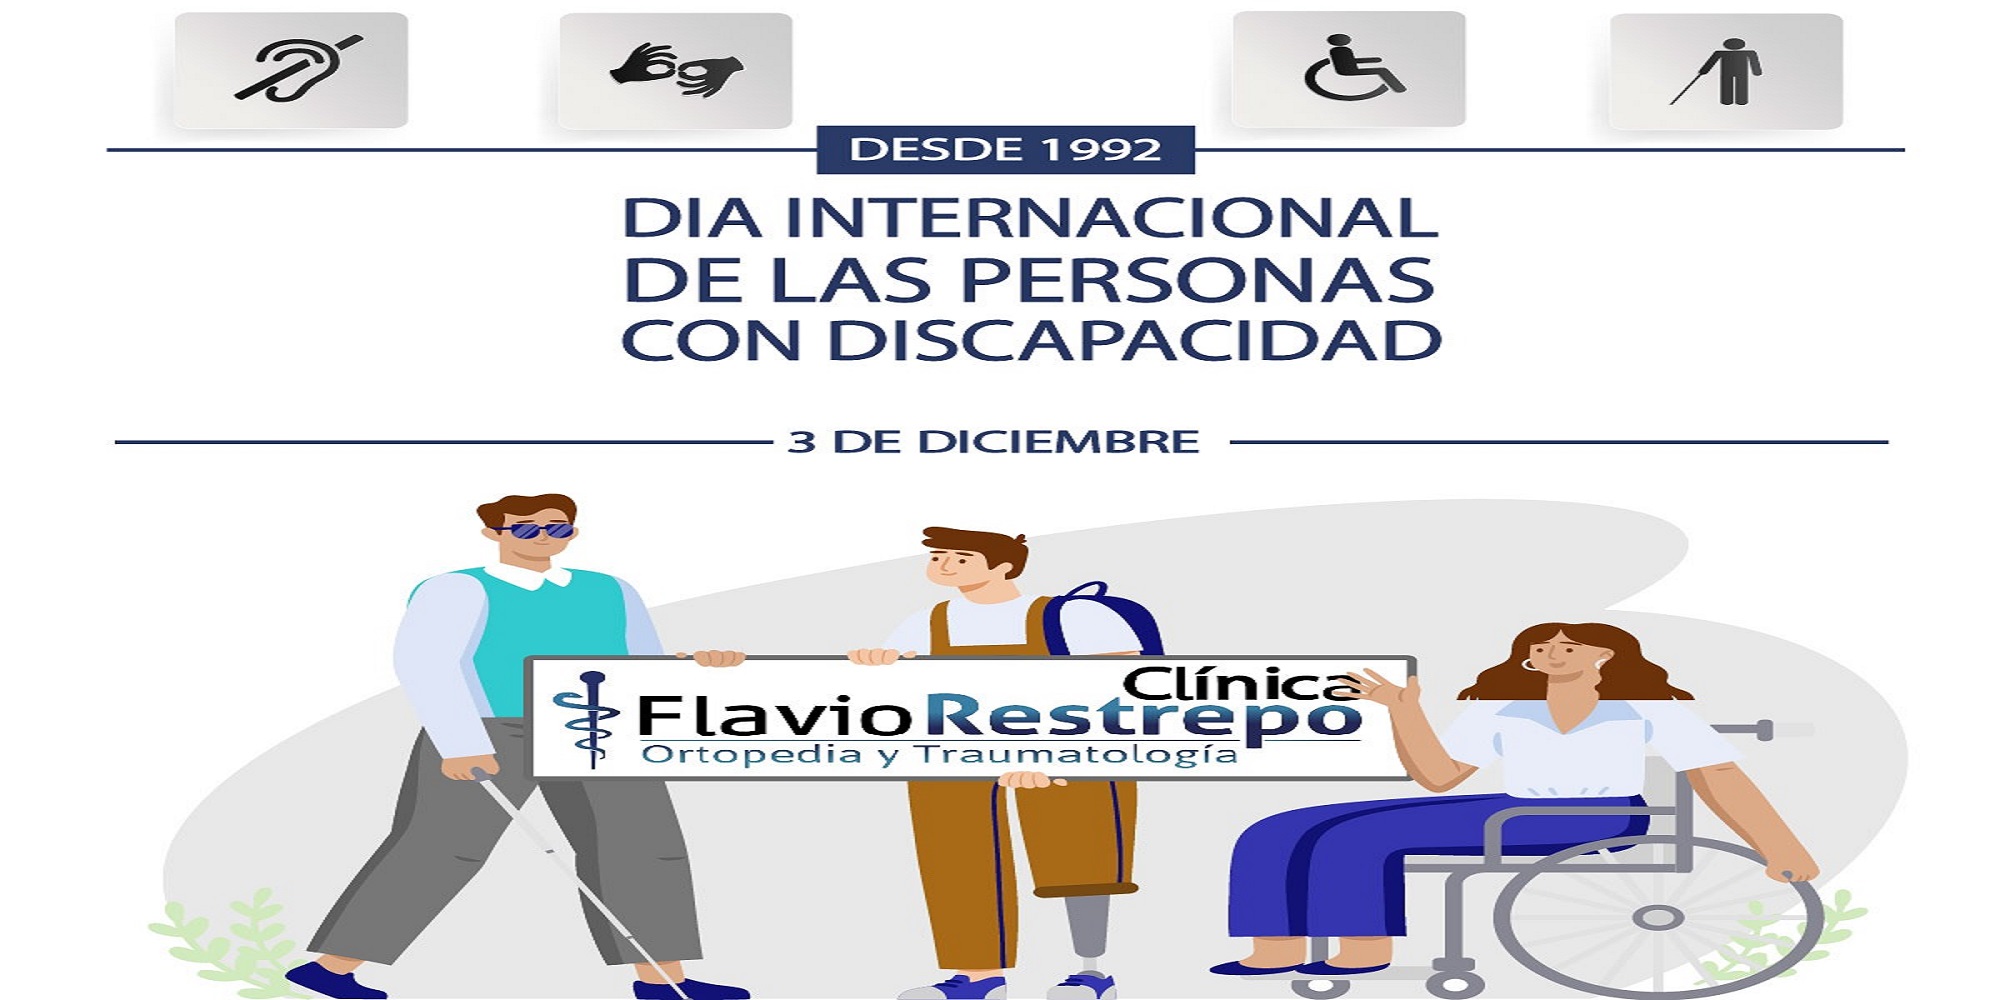 DESDE 1992
DIA INTERNACIONAL
DE LAS PERSONAS
CON DISCAPACIDAD
3 DE DICIEMBRE
Clínica
Flavio Restrepo
Ortopedia y Traumatología